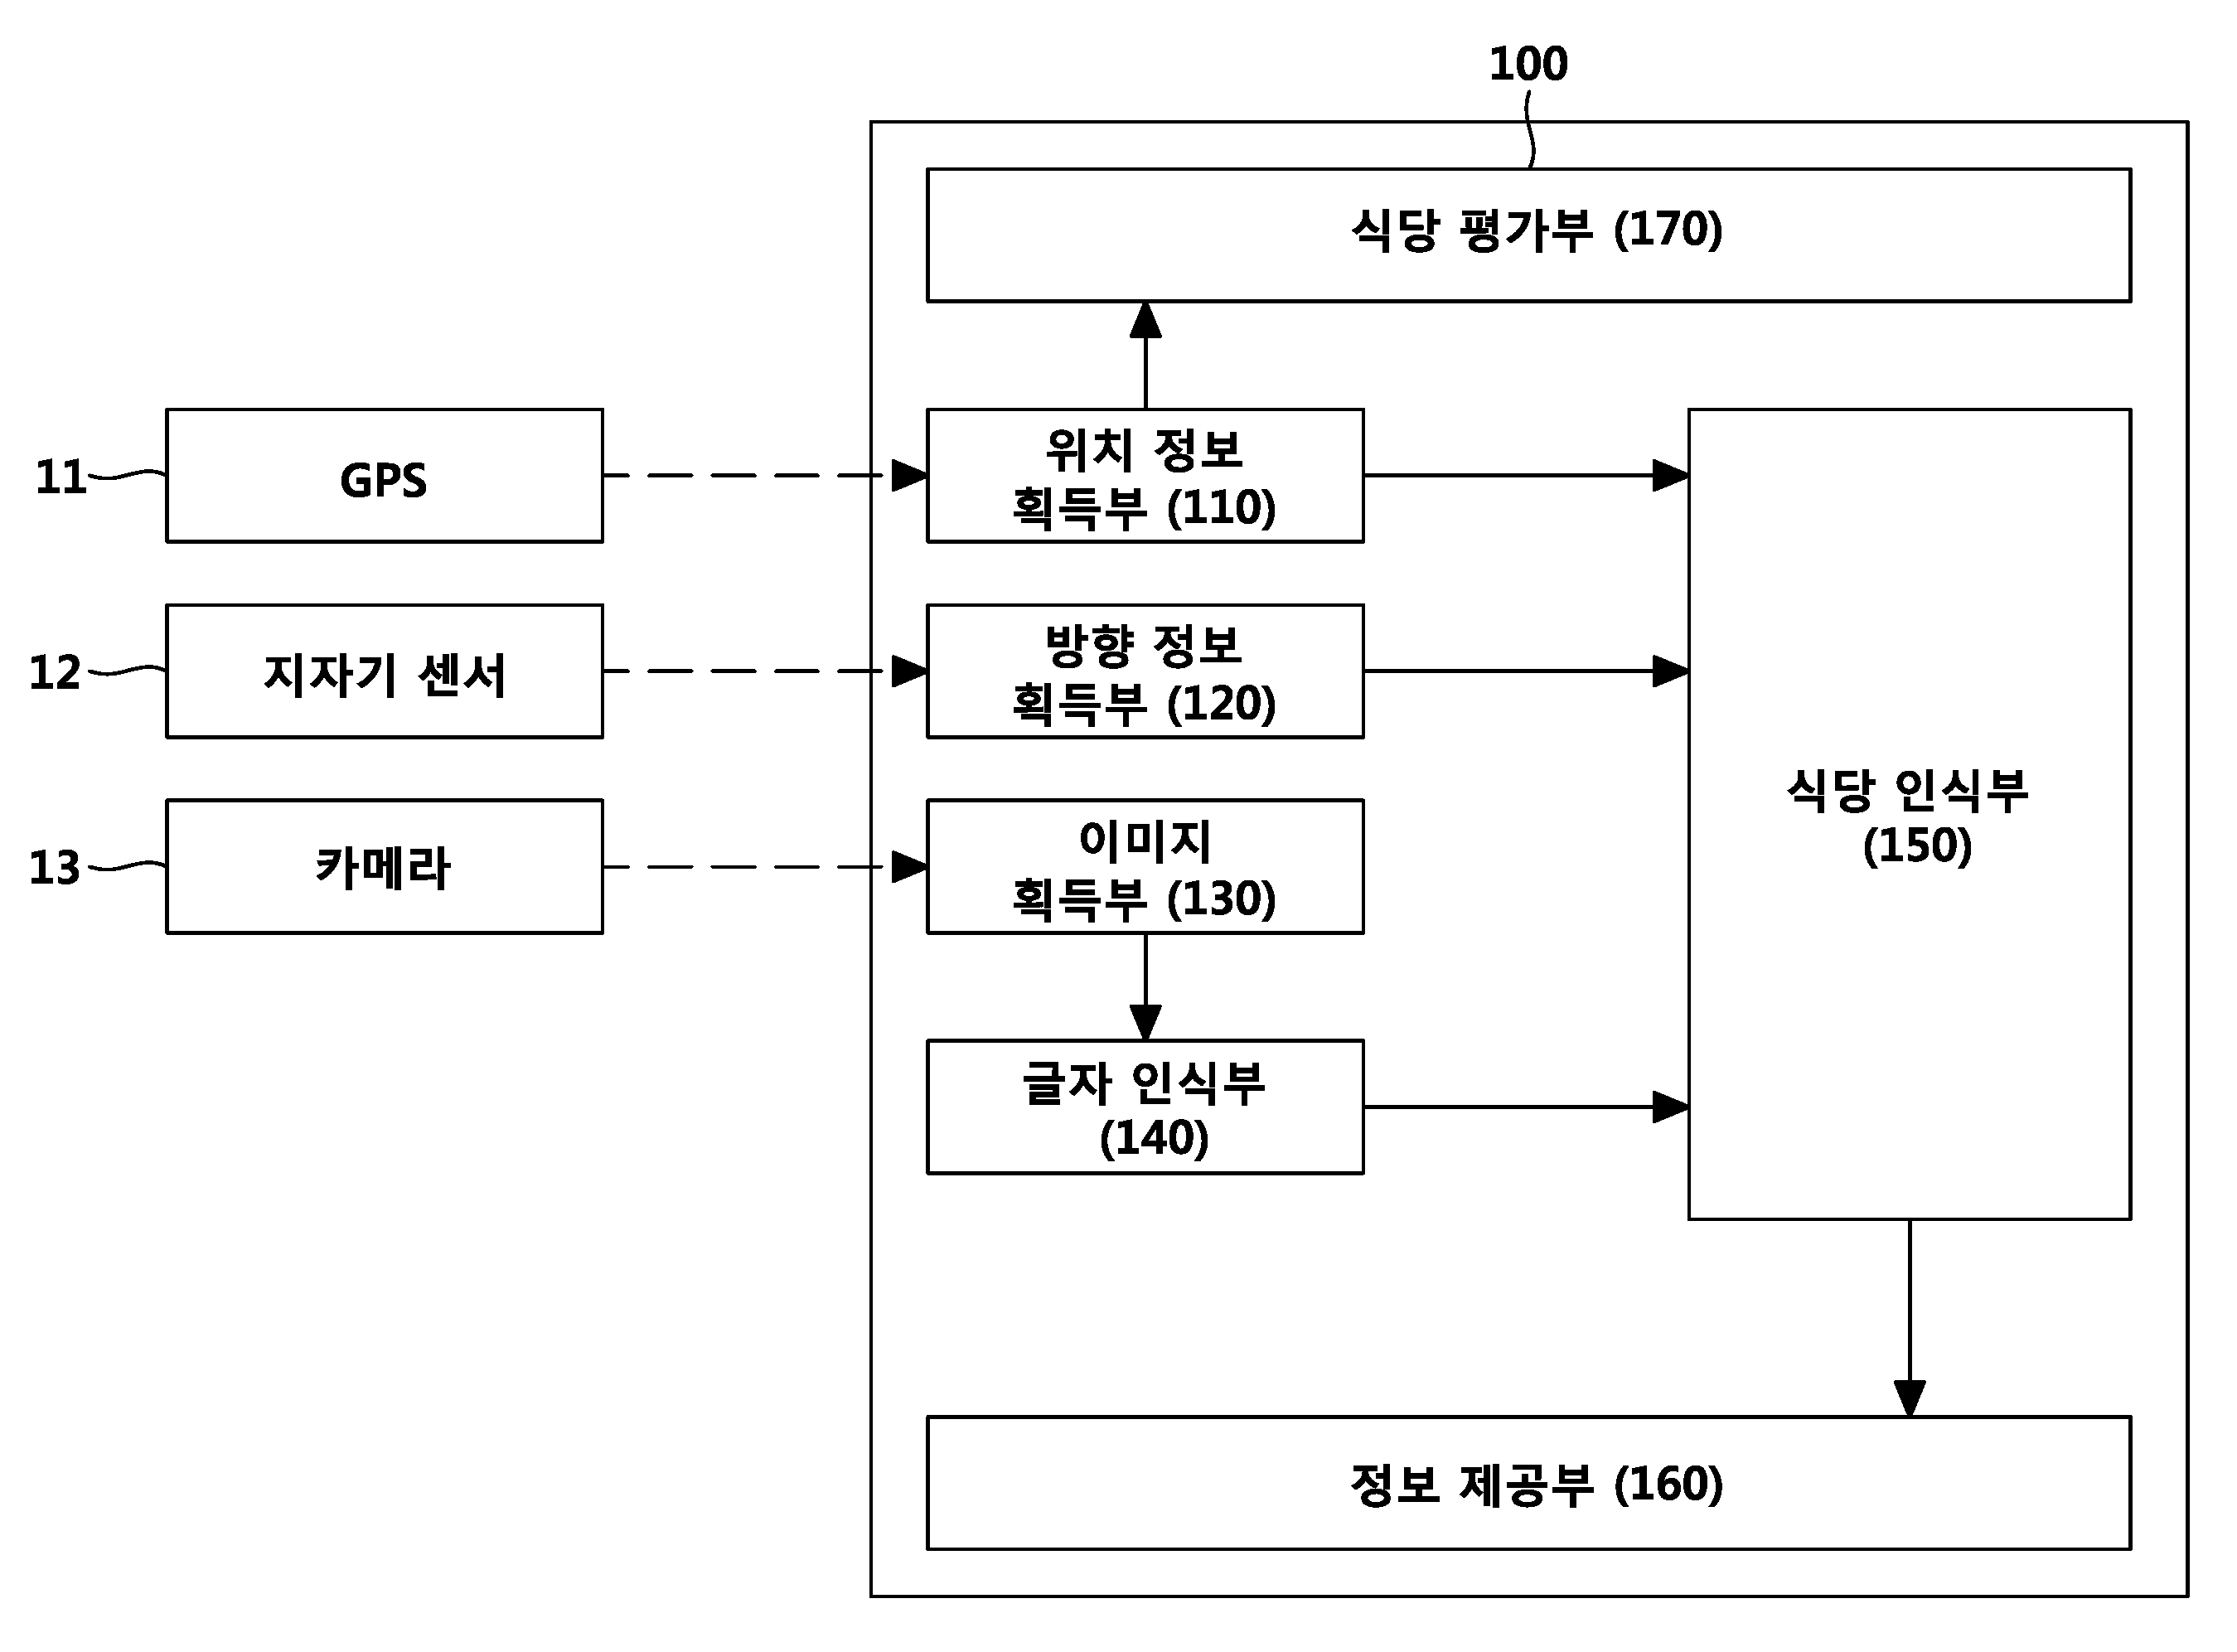 100
식당 평가부 (170)
11
GPS
위치 정보
획득부 (110)
12
지자기 센서
방향 정보
획득부 (120)
13
카메라
이미지
획득부 (130)
식당 인식부
(150)
글자 인식부
(140)
정보 제공부 (160)